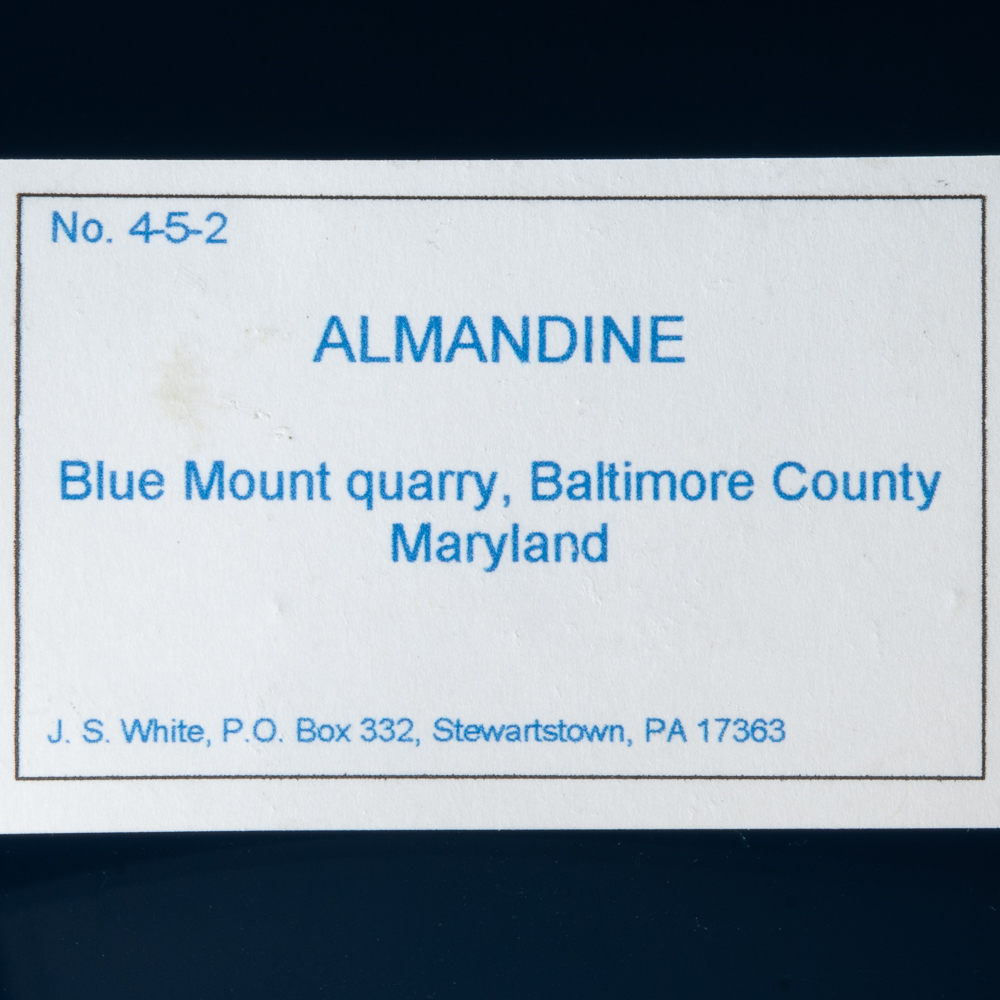 No. 4-5-2
ALMANDINE
Blue Mount quarry, Baltimore County
Maryland
J. S. White, P.O. Box 332, Stewartstown, PA 17363